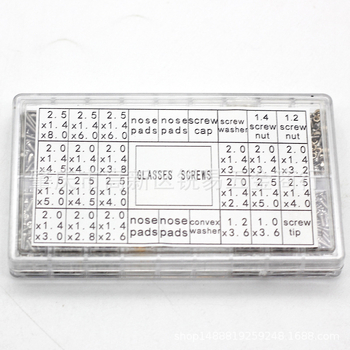 2.5 x1.4 x8.0
2.5 x1.4 x6.0
2.5 x1.4 x6.0
nose pads
nose pads
screw cap
screw washer
1.4 screw nut
1.2 screw nut
2.0 x1.4 x4.0
2.0 x1.4 x4.5
2.0 x1.4 x4.8
GLASSES SCREWS
2.0 x1.4 x3.6
2.0 x1.4 x3.4
2.0 x1.4 x3.2
2.5 x1.6 x5.0
2.5 x1.4 x4.5
2.5 x1.4 x4.0
2.0 x1.2 x2.4
2.5 x1.4 x5.0
2.0 x1.2 x4.0
2.0 x1.4 x3.0
2.0 x1.4 x2.8
2.0 x1.4 x2.6
nose pads
nose pads
convex washer
1.2 x3.6
1.0 x3.6
screw tip